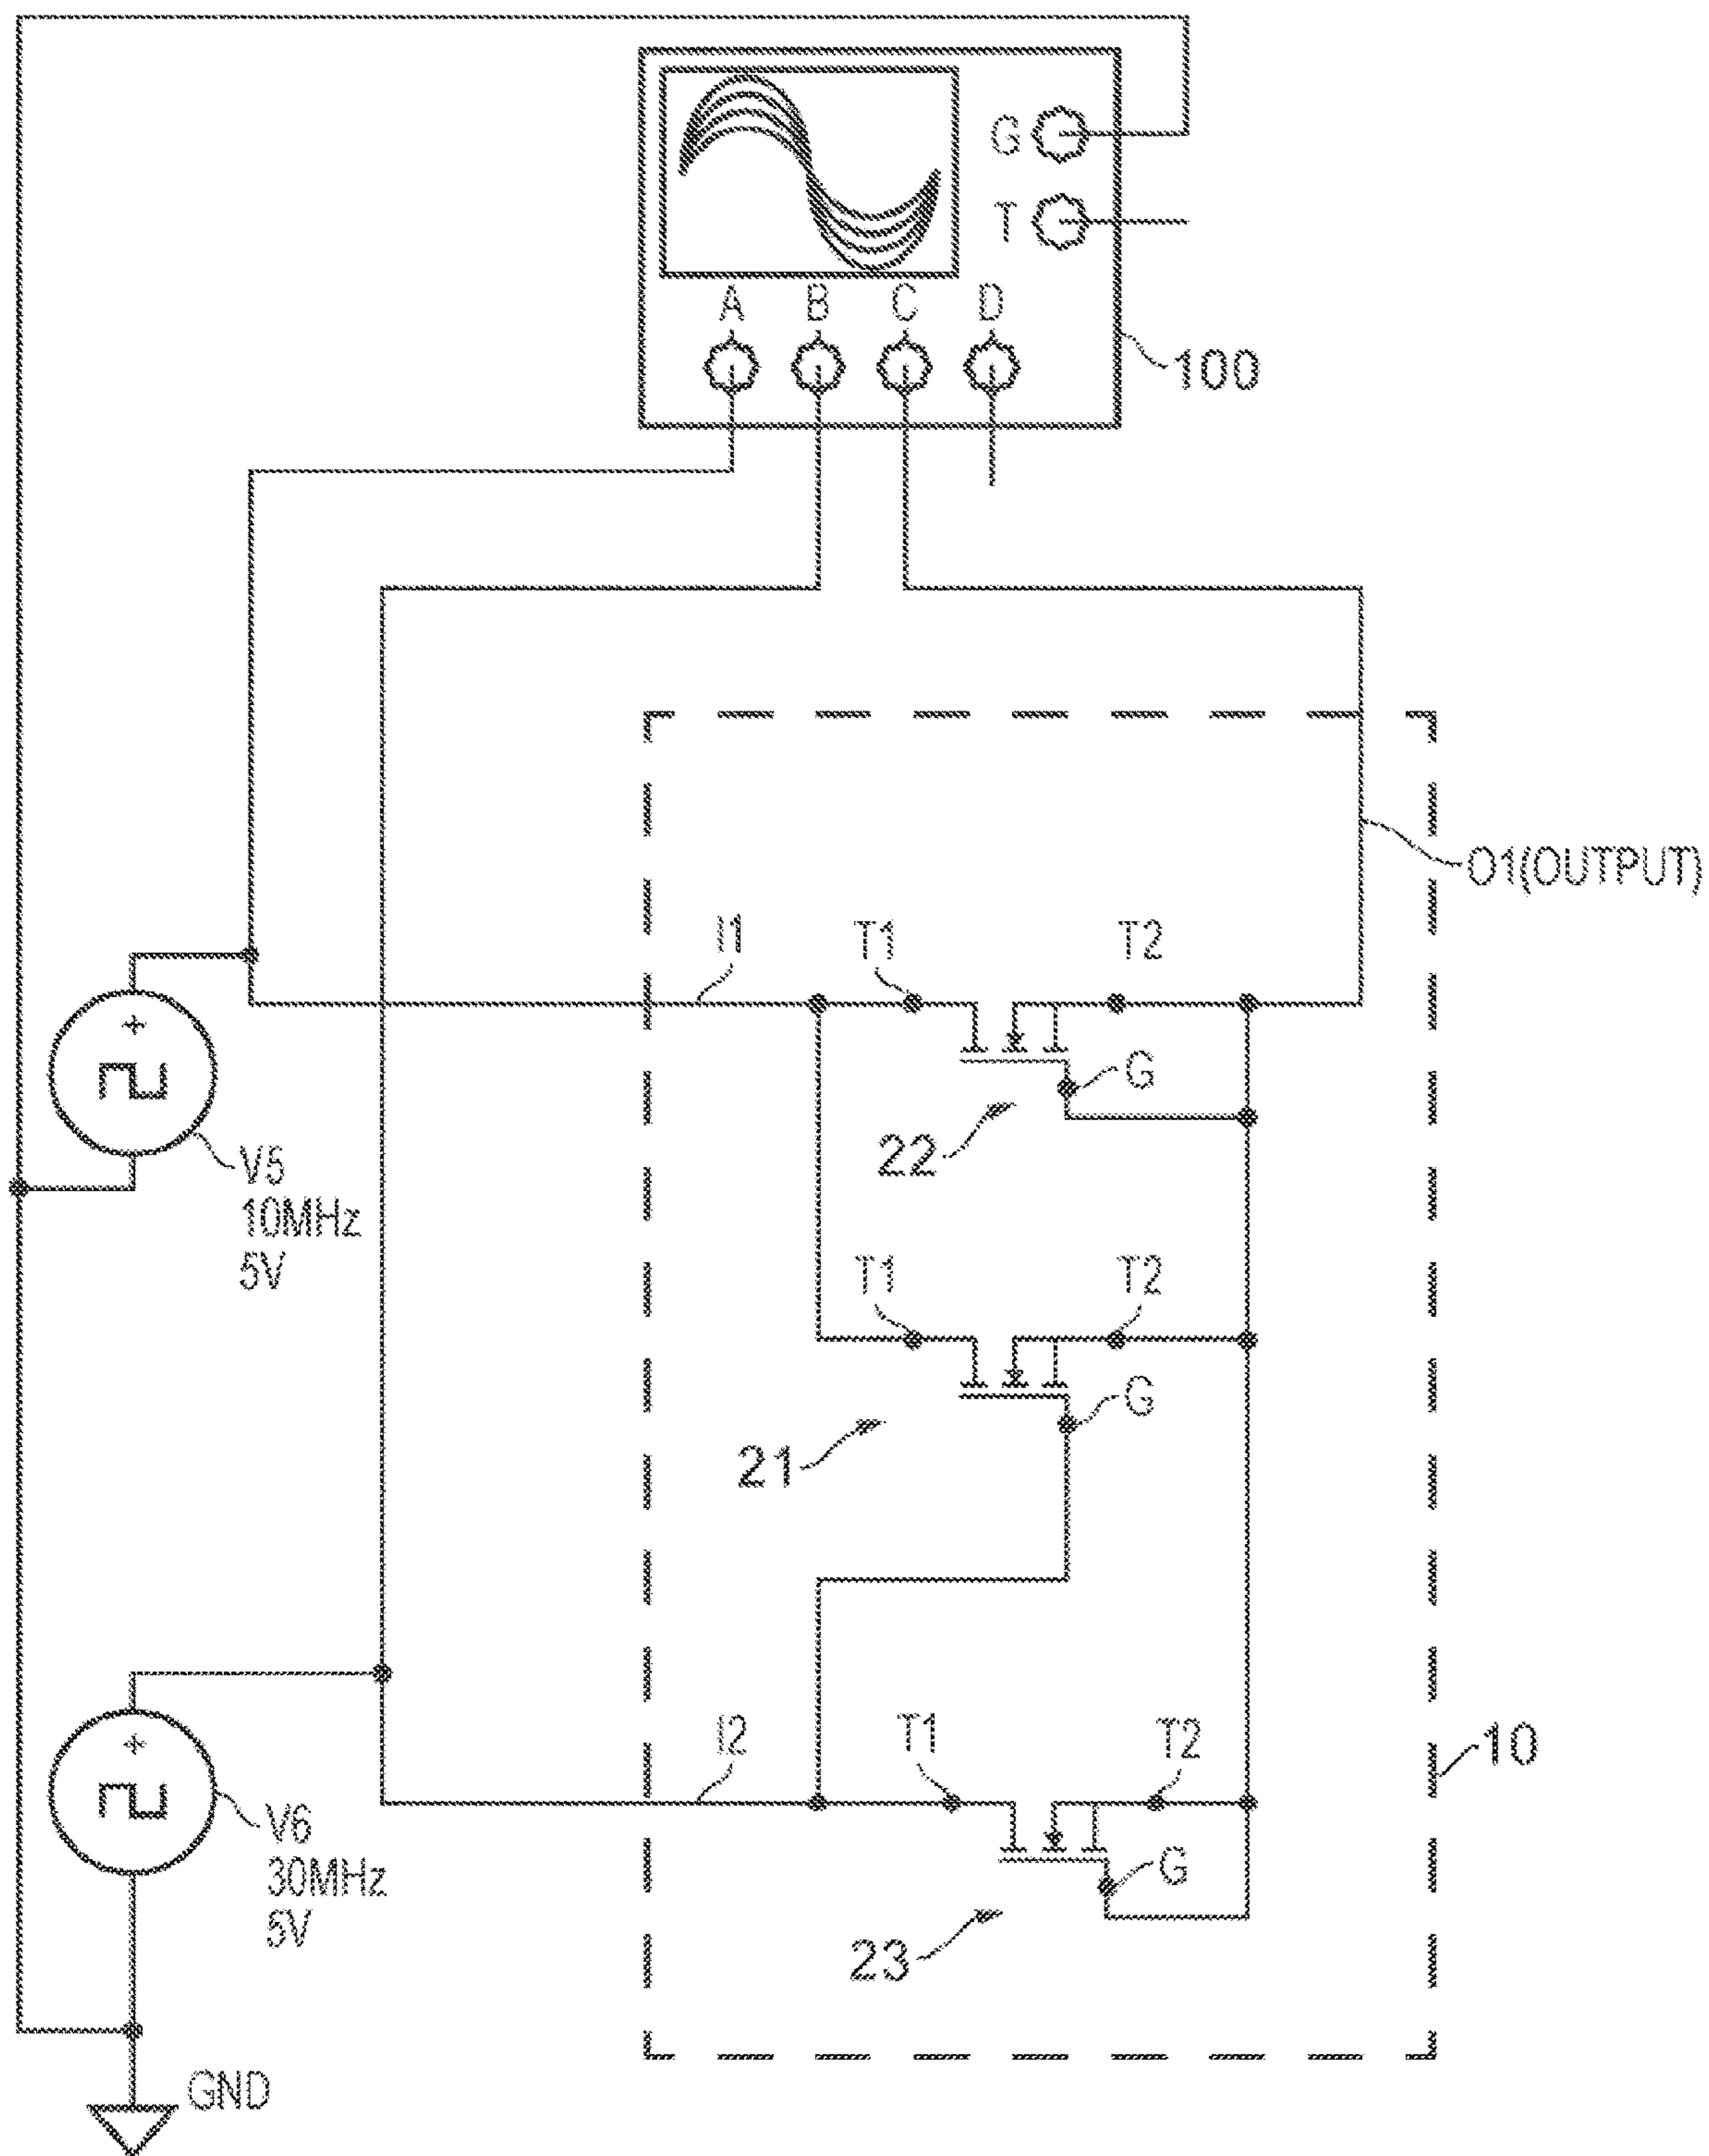 G
T
A B C D
100
O1(OUTPUT)
I1 T1 T2
G
22
V5
10MHz
5V
T1 T2
G
21
I2 T1 T2
10
V6
30MHz
5V
G
23
GND